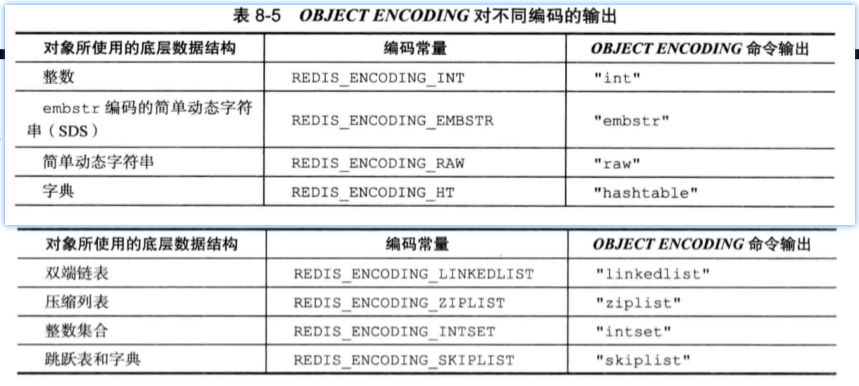 表 8-5 OBJECT ENCODING 对不同编码的输出
对象所使用的底层数据结构 编码常量 OBJECT ENCODING 命令输出
整数 REDIS_ENCODING_INT "int"
embstr 编码的简单动态字符
串（SDS） REDIS_ENCODING_EMBSTR "embstr"
简单动态字符串 REDIS_ENCODING_RAW "raw"
字典 REDIS_ENCODING_HT "hashtable"
对象所使用的底层数据结构 编码常量 OBJECT ENCODING 命令输出
双端链表 REDIS_ENCODING_LINKEDLIST "linkedlist"
压缩列表 REDIS_ENCODING_ZIPLIST "ziplist"
整数集合 REDIS_ENCODING_INTSET "intset"
跳跃表和字典 REDIS_ENCODING_SKIPLIST "skiplist"